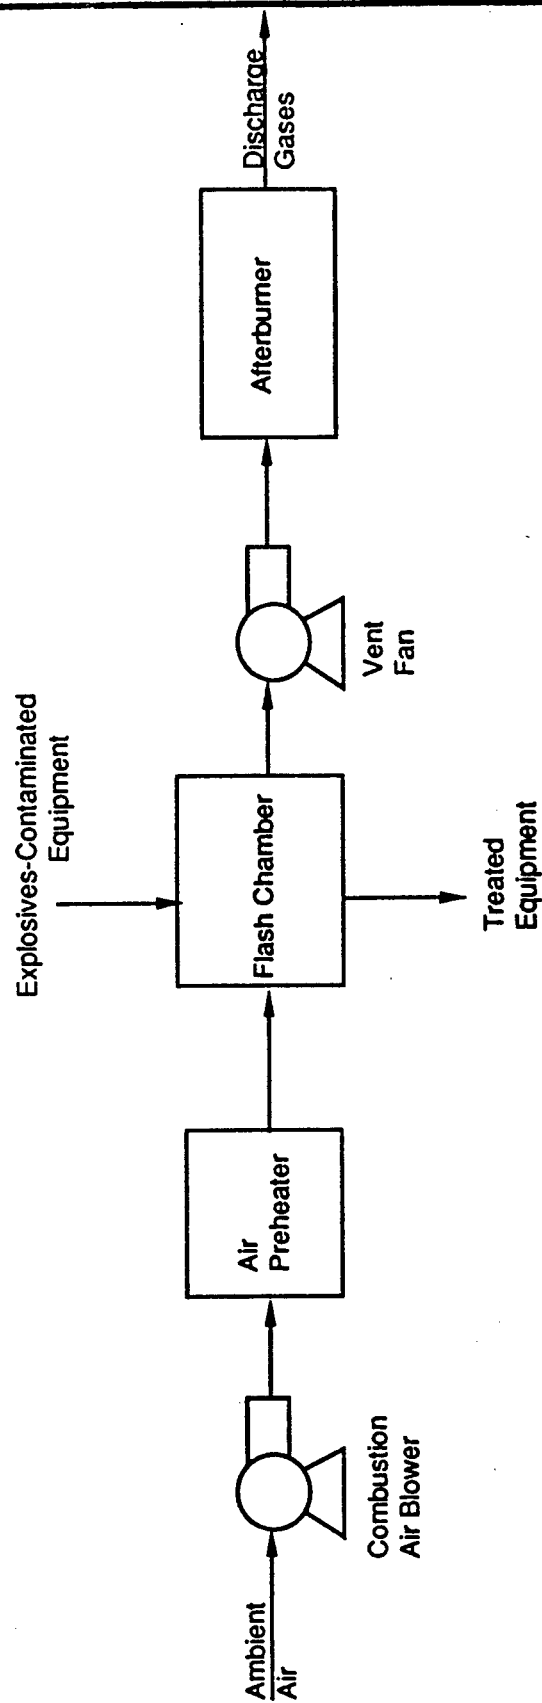 Explosives-Contaminated
Equipment
Ambient
Air
Combustion
Air Blower
Air
Preheater
Flash Chamber
Treated
Equipment
Vent
Fan
Afterburner
Discharge
Gases